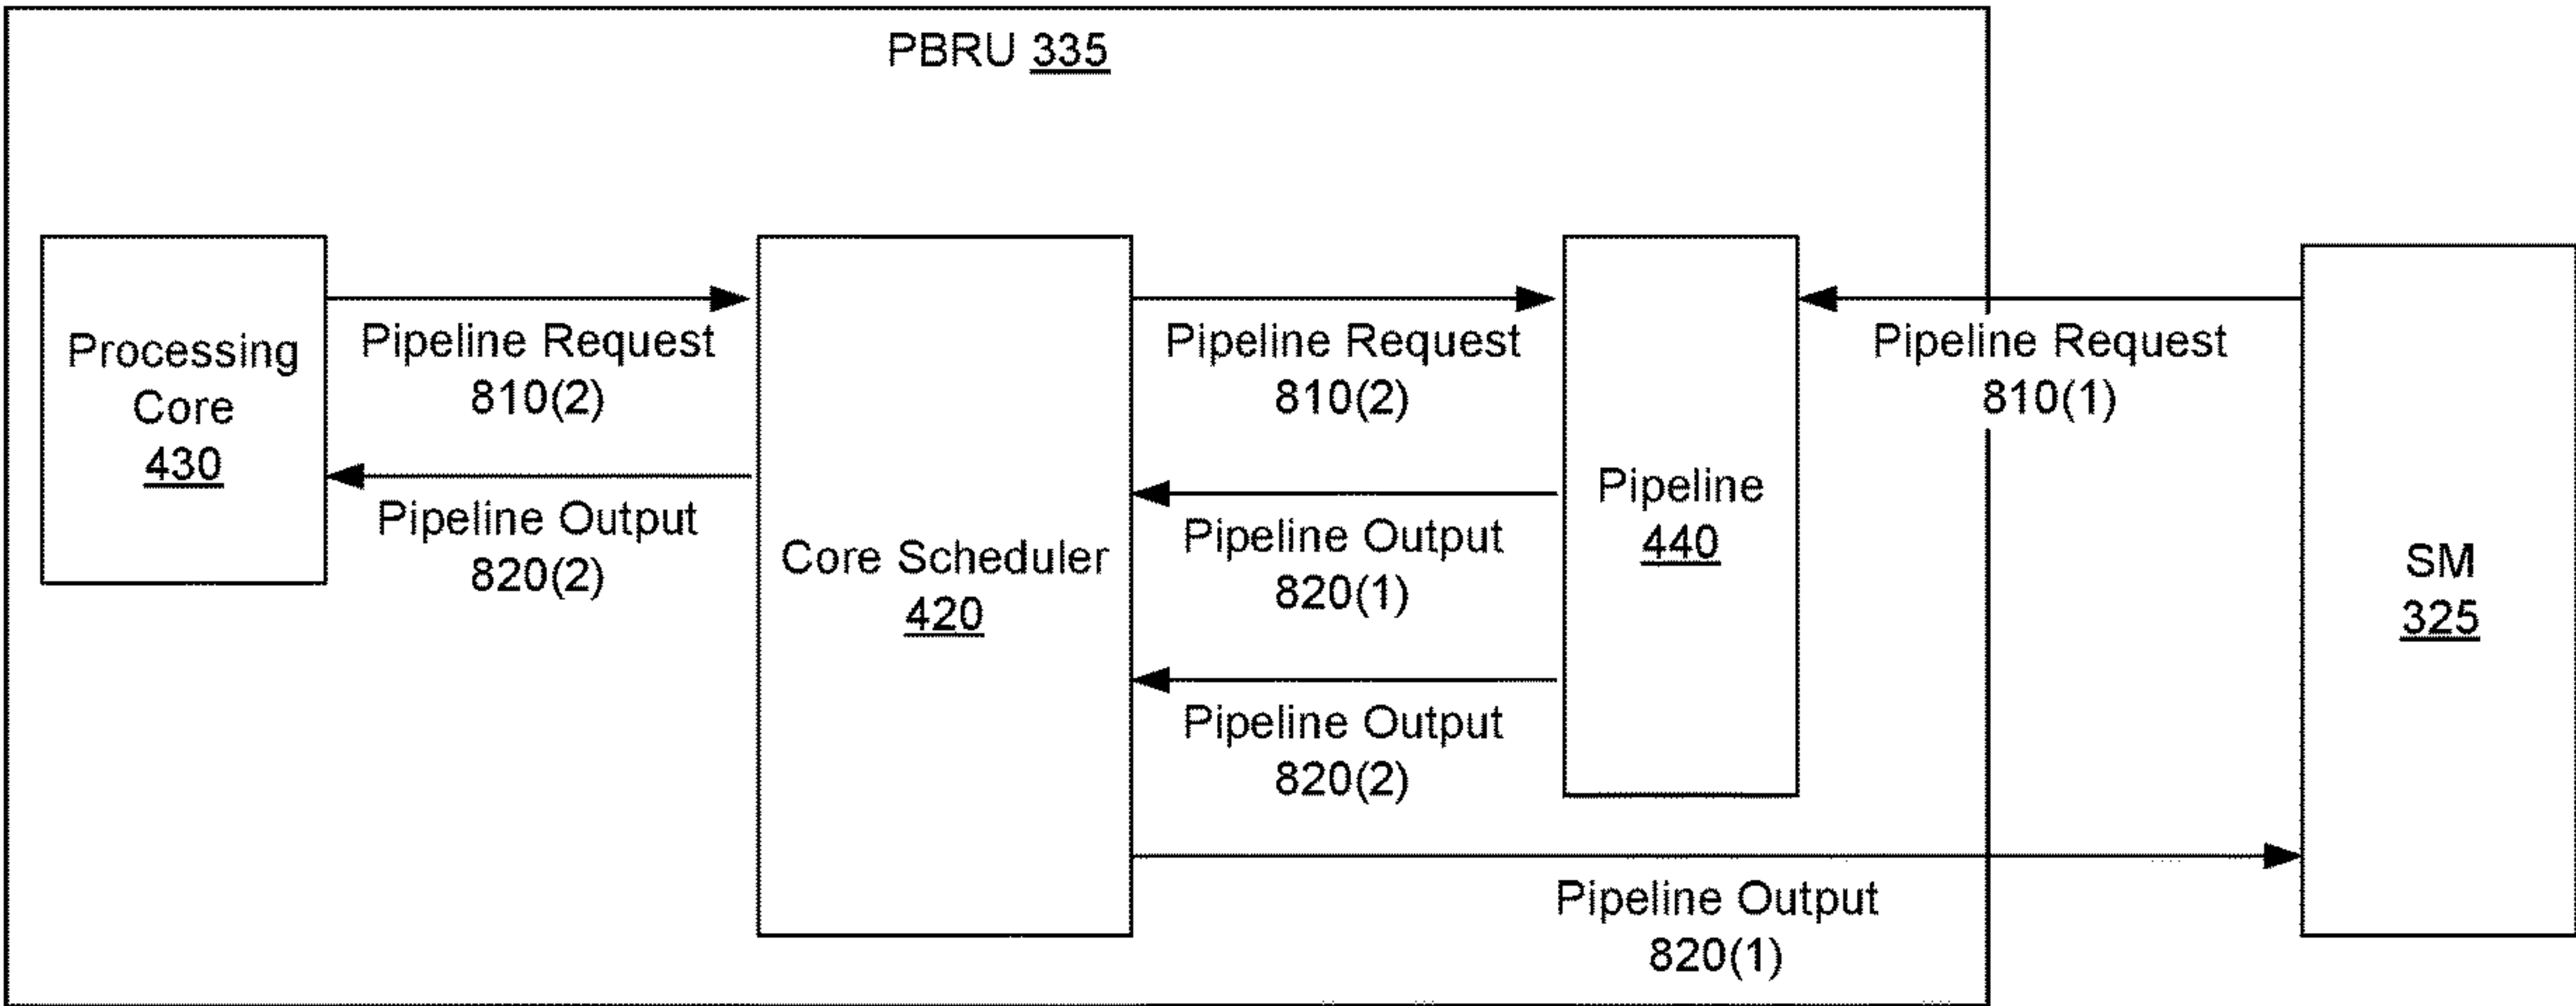 PBRU 335
Processing
Core
430
Pipeline Request
810(2)
Pipeline Output
820(2)
Core Scheduler
420
Pipeline Request
810(2)
Pipeline Output
820(1)
Pipeline Output
820(2)
Pipeline
440
Pipeline Request
810(1)
Pipeline Output
820(1)
SM
325